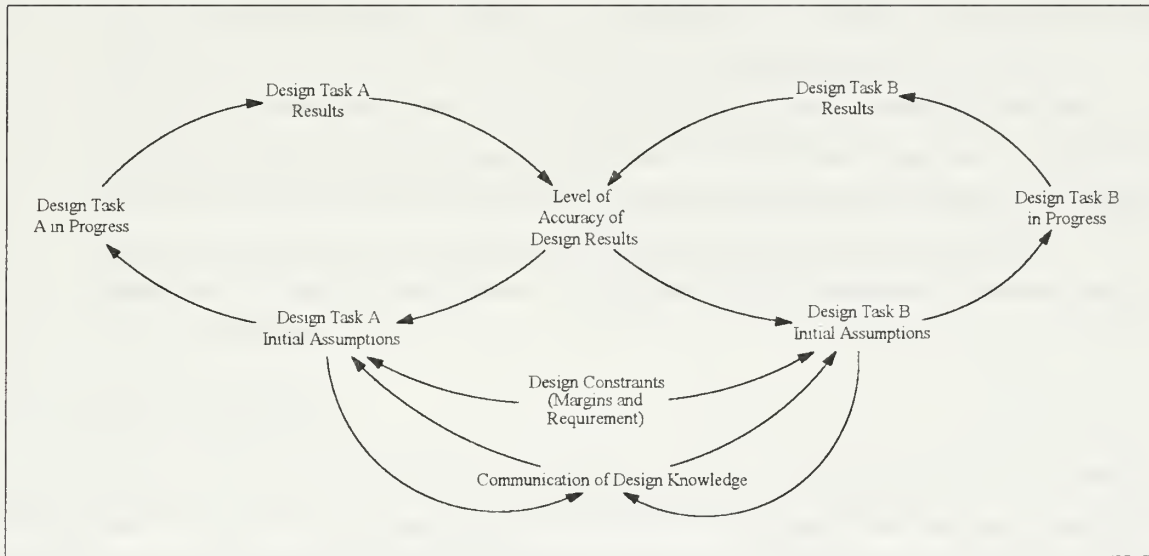 Design Task A
Results
Design Task B
Results
Design Task
A in Progress
Level of
Accuracy of
Design Results
Design Task B
in Progress
Design Task A
Initial Assumptions
Design Task B
Initial Assumptions
Design Constraints
(Margins and
Requirement)
Communication of Design Knowledge